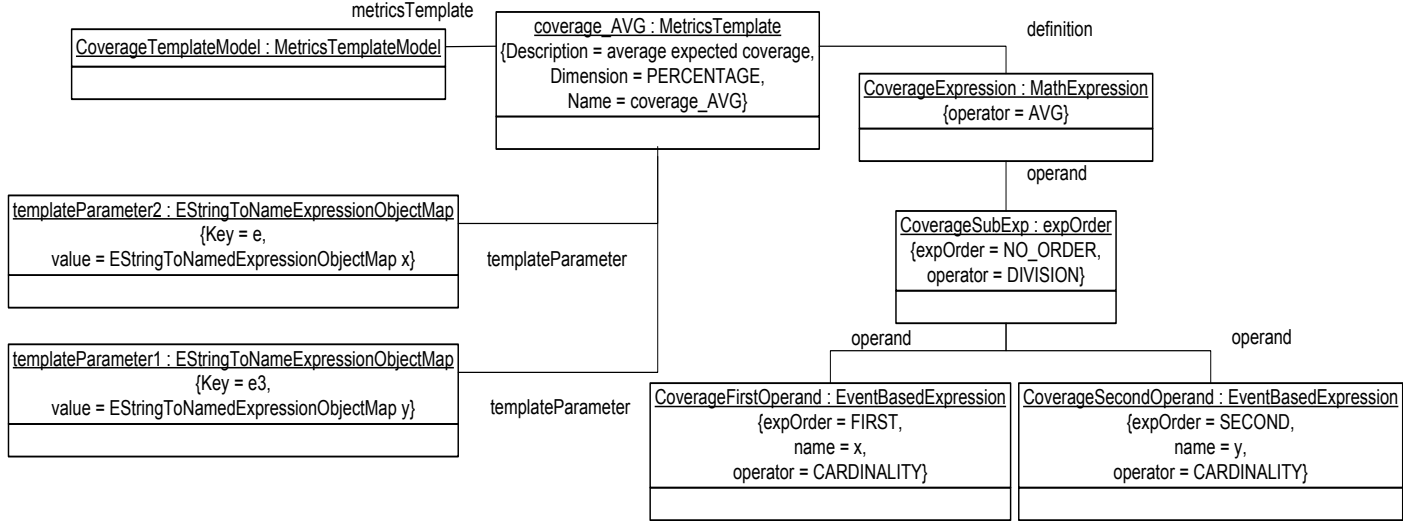 metricsTemplate
CoverageTemplateModel : MetricsTemplateModel
coverage_AVG : MetricsTemplate
{Description = average expected coverage,
Dimension = PERCENTAGE,
Name = coverage_AVG}
definition
CoverageExpression : MathExpression
{operator = AVG}
operand
templateParameter2 : EStringToNameExpressionObjectMap
{Key = e,
value = EStringToNamedExpressionObjectMap x}
templateParameter
CoverageSubExp : expOrder
{expOrder = NO_ORDER,
operator = DIVISION}
operand
operand
templateParameter1 : EStringToNameExpressionObjectMap
{Key = e3,
value = EStringToNamedExpressionObjectMap y}
templateParameter
CoverageFirstOperand : EventBasedExpression
{expOrder = FIRST,
name = x,
operator = CARDINALITY}
CoverageSecondOperand : EventBasedExpression
{expOrder = SECOND,
name = y,
operator = CARDINALITY}